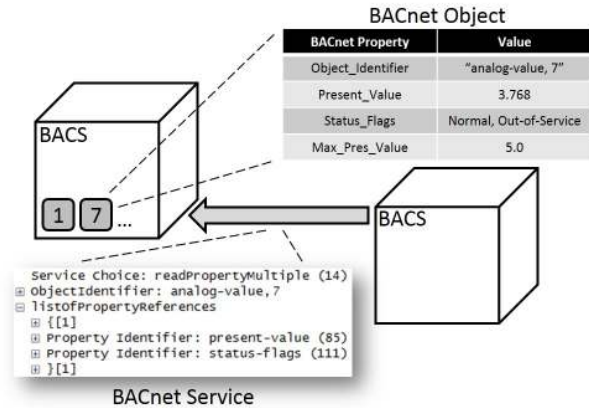 BACnet Object
BACnet Property Value
Object_Identifier "analog-value, 7"
Present_Value 3.768
Status_Flags Normal, Out-of-Service
Max_Pres_Value 5.0
BACS
1 7 ...
BACS
Service Choice: readPropertyMultiple (14)
ObjectIdentifier: analog-value,7
listOfPropertyReferences
{[1]
Property Identifier: present-value (85)
Property Identifier: status-flags (111)
}[1]
BACnet Service